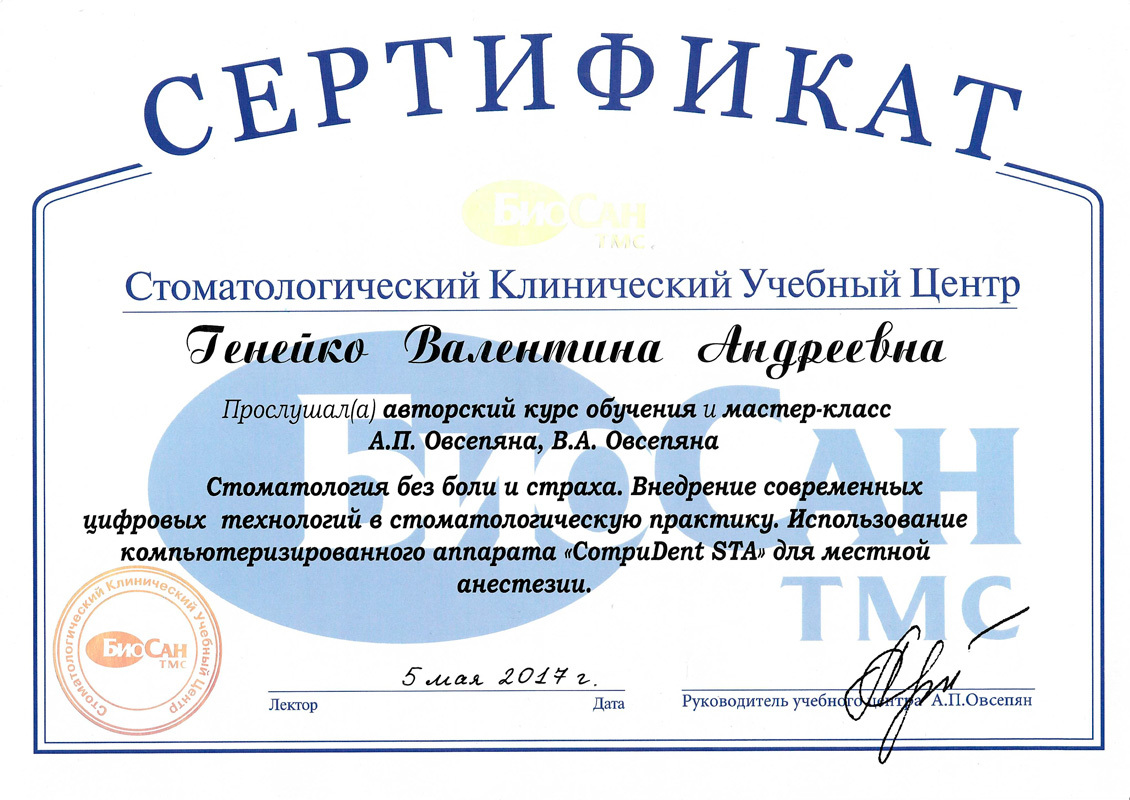 СЕРТИФИКАТ
БиоСан
ТМС.
Стоматологический Клинический Учебный Центр
Генейко Валентина Андреевна
Прослушал(а) авторский курс обучения и мастер-класс
А.П. Овсепяна, В.А. Овсепяна
Стоматология без боли и страха. Внедрение современных
цифровых технологий в стоматологическую практику. Использование
компьютеризированного аппарата «CompuDent STA» для местной
анестезии.
БиоСан
ТМС
Стоматологический Клинический Учебный Центр
БиоСан
ТМС
5 мая 2017 г.
Лектор Дата
Руководитель учебного центра А.П.Овсепян